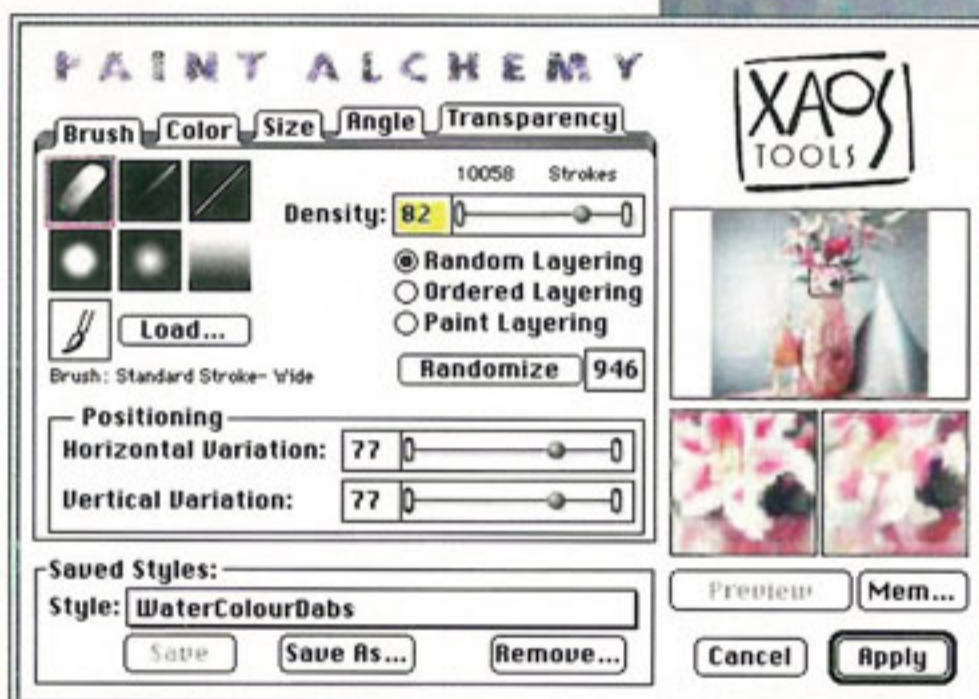 PAINT ALCHEMY
Brush Color Size Angle Transparency
10058 Strokes
Density: 82
Random Layering
Ordered Layering
Paint Layering
Load...
Brush: Standard Stroke- Wide
Randomize 946
Positioning
Horizontal Variation: 77
Vertical Variation: 77
Saved Styles:
Style: WaterColourDabs
Save Save As... Remove...
XAOS
TOOLS
Preview Mem...
Cancel Apply